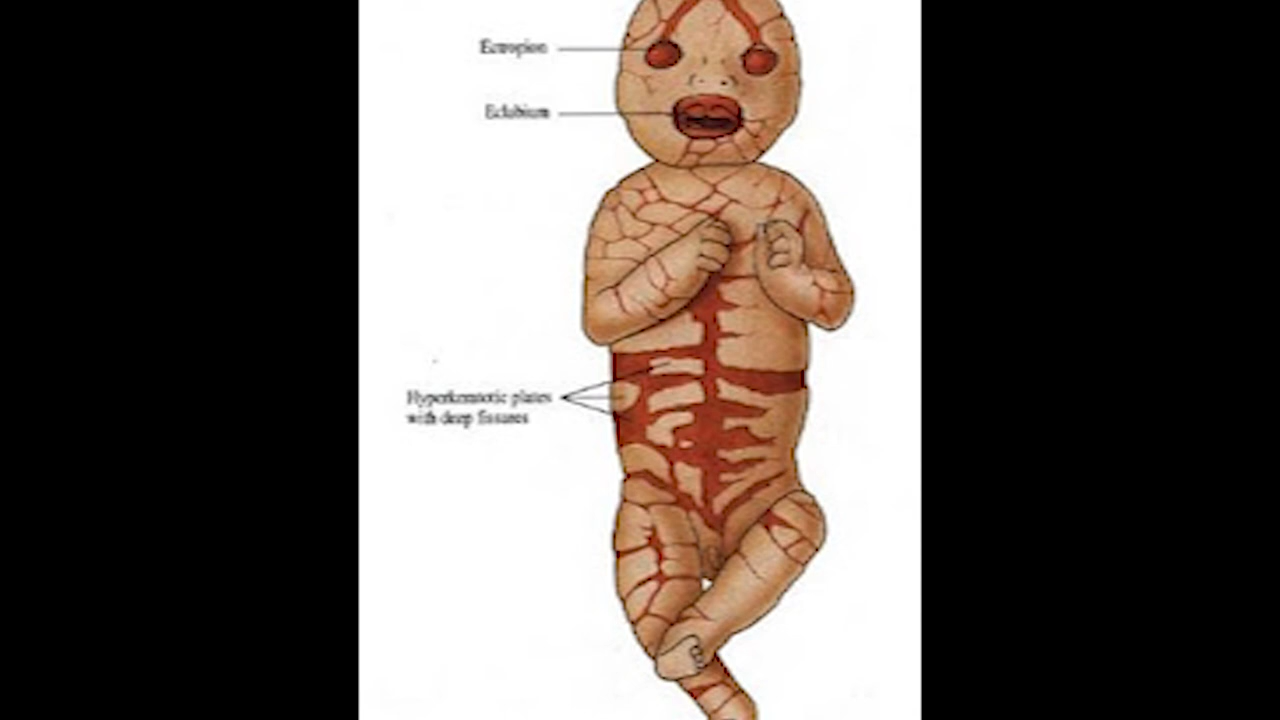 Ectropion
Eclabium
Hyperkeratotic plates
with deep fissures